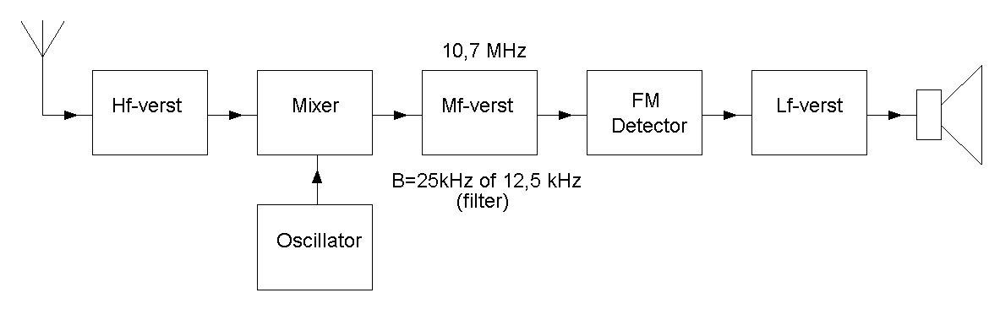 10,7 MHz
Hf-verst
Mixer
Mf-verst
FM
Detector
Lf-verst
B=25kHz of 12,5 kHz
(filter)
Oscillator